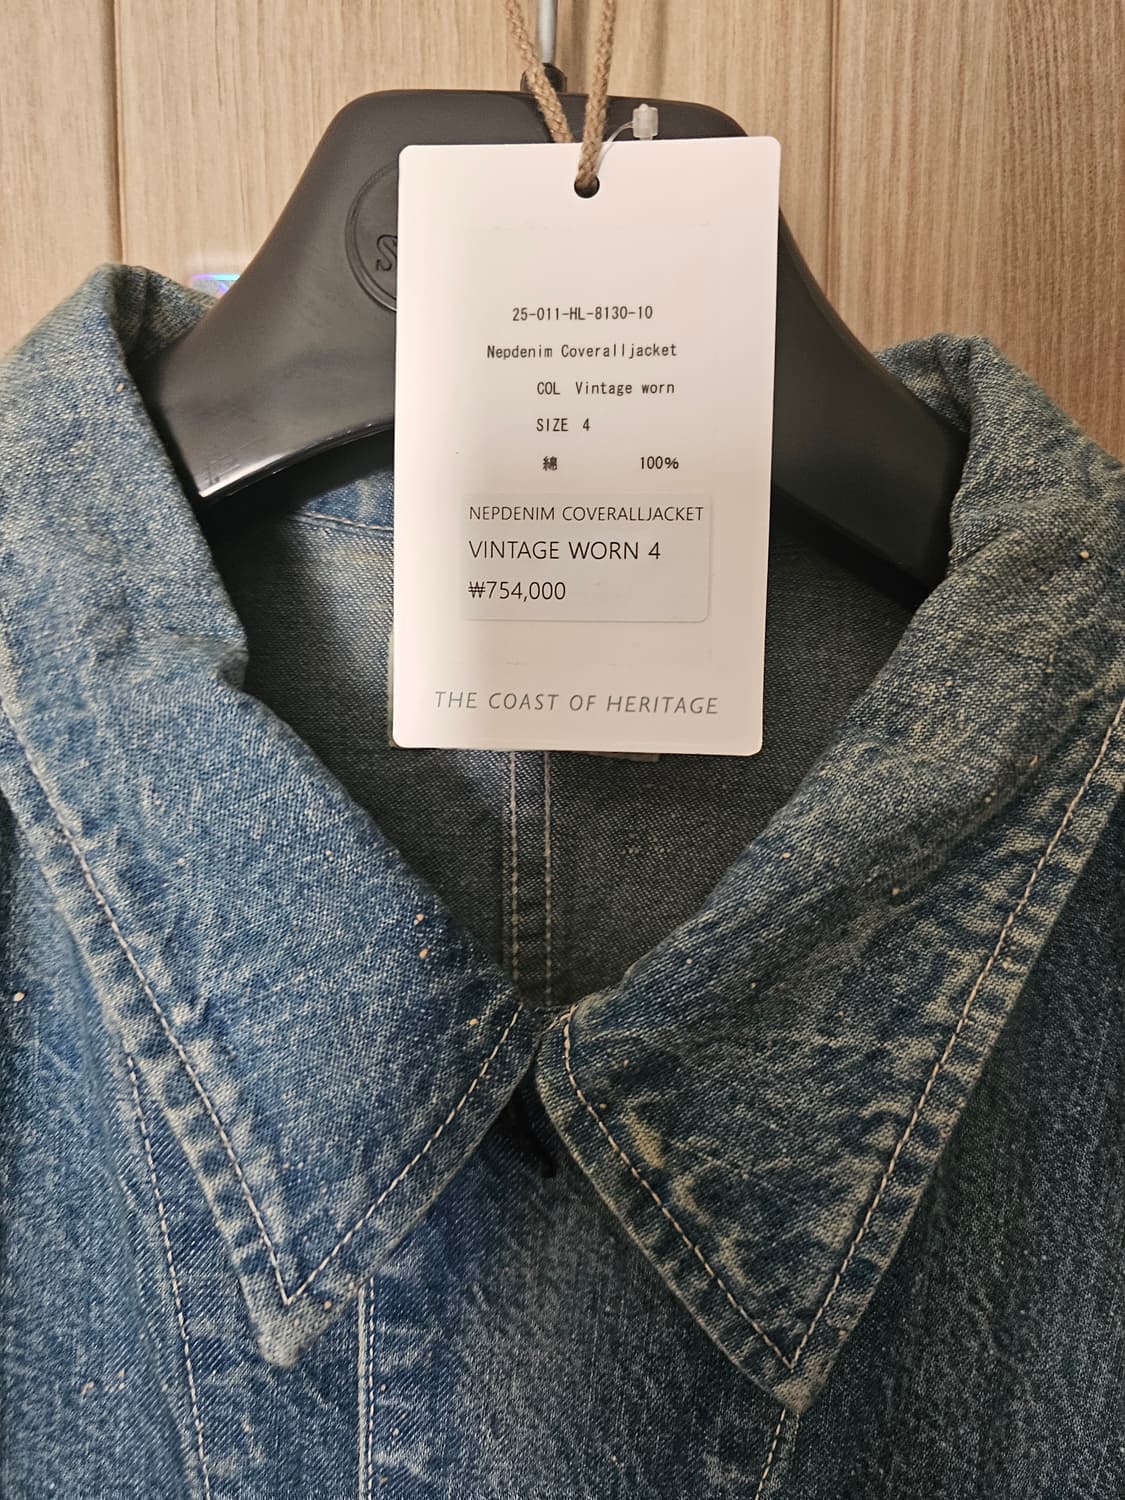 25-011-HL-8130-10
Nepdenim Coveralljacket
COL Vintage worn
SIZE 4
綿 100%
NEPDENIM COVERALLJACKET
VINTAGE WORN 4
₩754,000
THE COAST OF HERITAGE